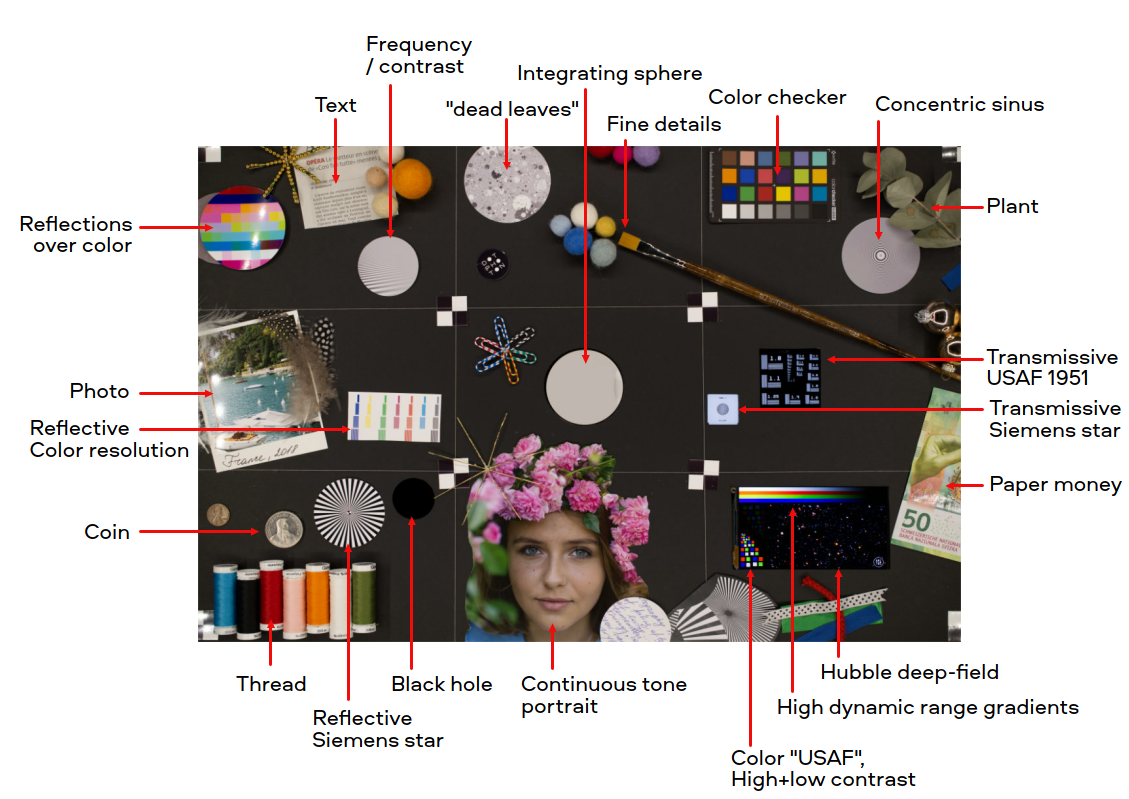 Frequency
/ contrast
Integrating sphere
Text
"dead leaves"
Color checker
Concentric sinus
Fine details
OPÉRA
Plant
Reflections
over color
Transmissive
USAF 1951
Photo
Transmissive
Siemens star
Reflective
Color resolution
France, 2018
Paper money
50
Coin
Thread
Black hole
Continuous tone
portrait
Hubble deep-field
High dynamic range gradients
Reflective
Siemens star
Color "USAF",
High+low contrast